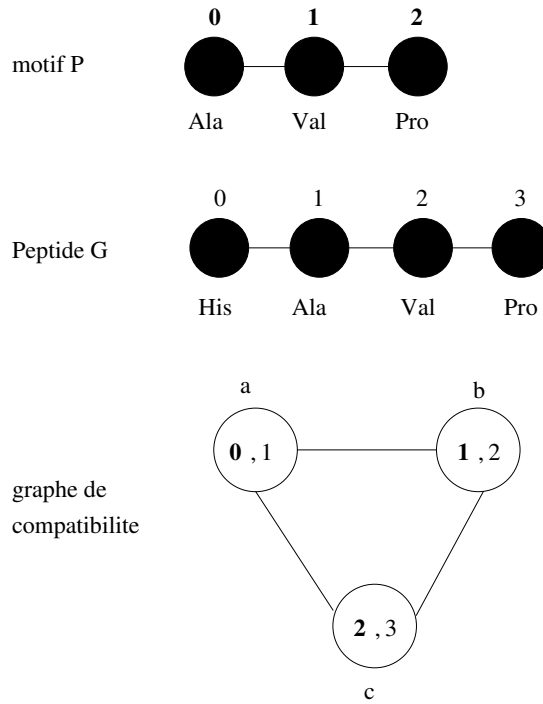 0 1 2
motif P
Ala Val Pro
0 1 2 3
Peptide G
His Ala Val Pro
a b
0 , 1 1 , 2
graphe de
compatibilite
2 , 3
c